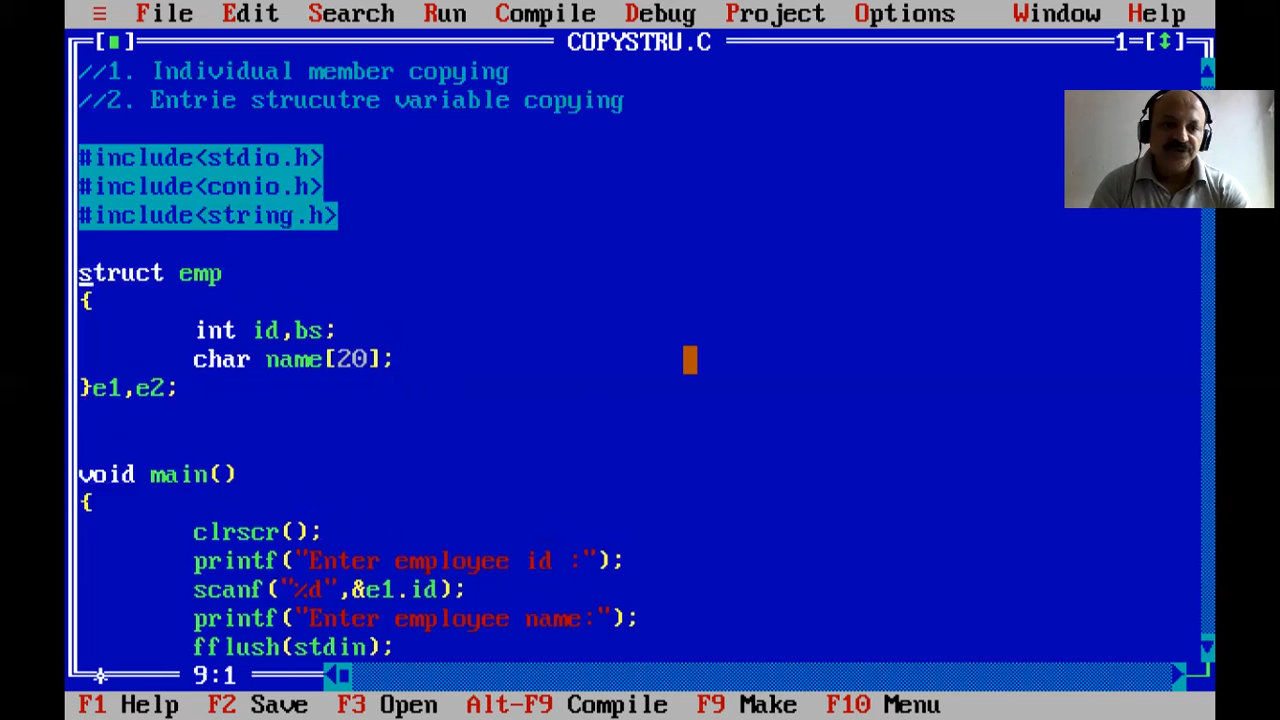 ≡ File Edit Search Run Compile Debug Project Options Window Help
COPYSTRU.C 1
//1. Individual member copying
//2. Entrie strucutre variable copying
#include<stdio.h>
#include<conio.h>
#include<string.h>
struct emp
{
int id,bs;
char name[20];
}e1,e2;
void main()
{
clrscr();
printf("Enter employee id :");
scanf("%d",&e1.id);
printf("Enter employee name:");
fflush(stdin);
9:1
F1 Help F2 Save F3 Open Alt-F9 Compile F9 Make F10 Menu